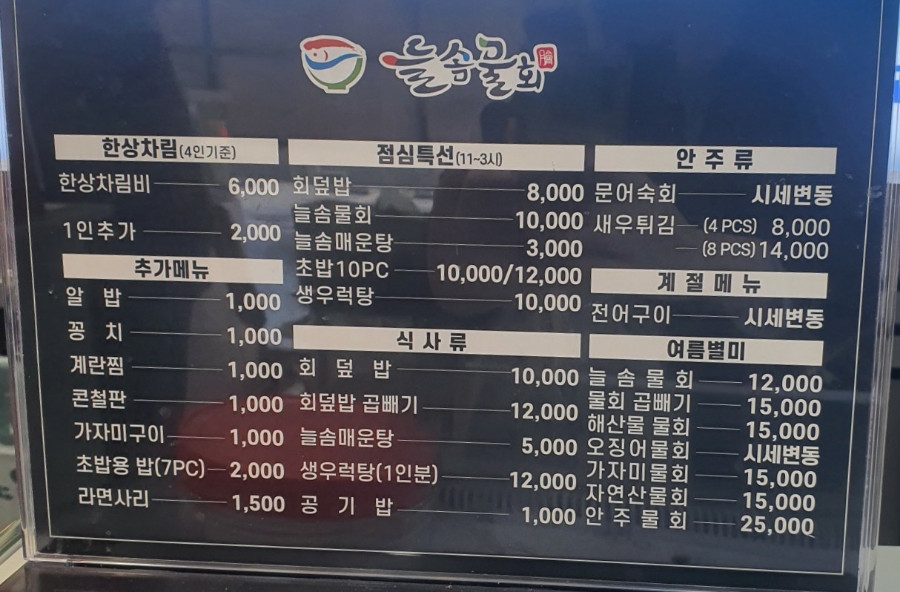 늘솜물회
한상차림(4인기준)
한상차림비 6,000
1인추가 2,000
추가메뉴
알 밥 1,000
꽁 치 1,000
계란찜 1,000
콘철판 1,000
가자미구이 1,000
초밥용 밥(7PC) 2,000
라면사리 1,500
점심특선(11~3시)
회덮밥 8,000
늘솜물회 10,000
늘솜매운탕 3,000
초밥10PC 10,000/12,000
생우럭탕 10,000
식사류
회 덮 밥 10,000
회덮밥 곱빼기 12,000
늘솜매운탕 5,000
생우럭탕(1인분) 12,000
공 기 밥 1,000
안주류
문어숙회 시세변동
새우튀김 (4 PCS) 8,000
(8 PCS) 14,000
계절메뉴
전어구이 시세변동
여름별미
늘솜물회 12,000
물회 곱빼기 15,000
해산물 물회 15,000
오징어물회 시세변동
가자미물회 15,000
자연산물회 15,000
안주물회 25,000